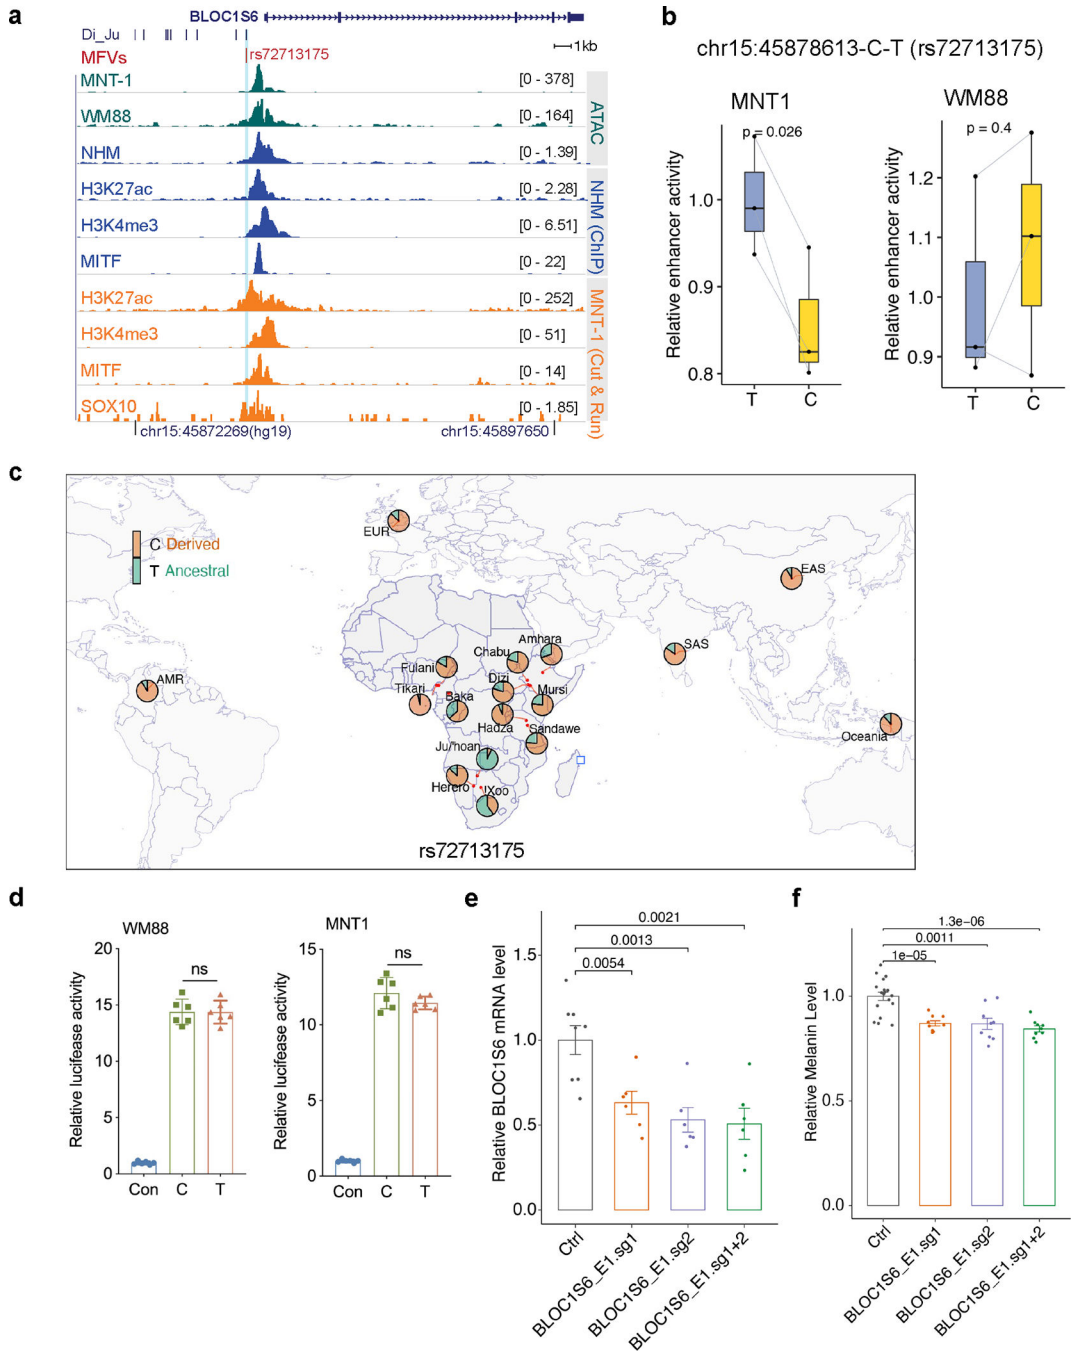 a
BLOC1S6
Di_Ju
1kb
MFVs
rs72713175
MNT-1
[0 - 378]
WM88
[0 - 164]
NHM
[0 - 1.39]
ATAC
H3K27ac
[0 - 2.28]
H3K4me3
[0 - 6.51]
MITF
[0 - 22]
NHM (ChIP)
H3K27ac
[0 - 252]
H3K4me3
[0 - 51]
MITF
[0 - 14]
SOX10
[0 - 1.85]
MNT-1 (Cut & Run)
chr15:45872269(hg19)
chr15:45897650
b
chr15:45878613-C-T (rs72713175)
MNT1
p = 0.026
Relative enhancer activity
1.0
0.9
0.8
T C
WM88
p = 0.4
Relative enhancer activity
1.2
1.1
1.0
0.9
T C
c
C Derived
T Ancestral
EUR
EAS
SAS
AMR
Oceania
Amhara
Chabu
Fulani
Dizi
Tikari
Baka
Mursi
Hadza
Sandawe
Ju/'hoan
Herero
!Xoo
rs72713175
d
WM88
Relative lucifease activity
20
15
10
5
0
ns
Con C T
MNT1
Relative lucifease activity
15
10
5
0
ns
Con C T
e
Relative BLOC1S6 mRNA level
1.5
1.0
0.5
0.0
0.0021
0.0013
0.0054
Ctrl
BLOC1S6_E1.sg1
BLOC1S6_E1.sg2
BLOC1S6_E1.sg1+2
f
Relative Melanin Level
1.0
0.5
0.0
1.3e-06
0.0011
1e-05
Ctrl
BLOC1S6_E1.sg1
BLOC1S6_E1.sg2
BLOC1S6_E1.sg1+2